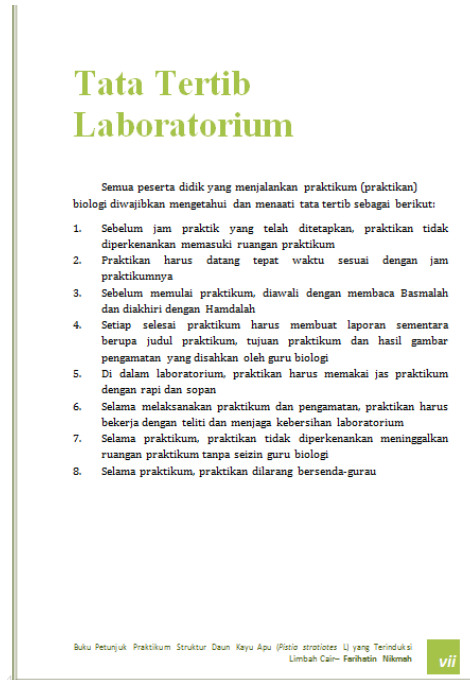 Tata Tertib
Laboratorium
Semua peserta didik yang menjalankan praktikum (praktikan)
biologi diwajibkan mengetahui dan menaati tata tertib sebagai berikut:
1. Sebelum jam praktik yang telah ditetapkan, praktikan tidak
diperkenankan memasuki ruangan praktikum
2. Praktikan harus datang tepat waktu sesuai dengan jam
praktikumnya
3. Sebelum memulai praktikum, diawali dengan membaca Basmalah
dan diakhiri dengan Hamdalah
4. Setiap selesai praktikum harus membuat laporan sementara
berupa judul praktikum, tujuan praktikum dan hasil gambar
pengamatan yang disahkan oleh guru biologi
5. Di dalam laboratorium, praktikan harus memakai jas praktikum
dengan rapi dan sopan
6. Selama melaksanakan praktikum dan pengamatan, praktikan harus
bekerja dengan teliti dan menjaga kebersihan laboratorium
7. Selama praktikum, praktikan tidak diperkenankan meninggalkan
ruangan praktikum tanpa seizin guru biologi
8. Selama praktikum, praktikan dilarang bersenda-gurau
Buku Petunjuk Praktikum Struktur Daun Kayu Apu (Pistia stratiotes L) yang Terinduksi
Limbah Cair– Farihatin Nikmah
vii